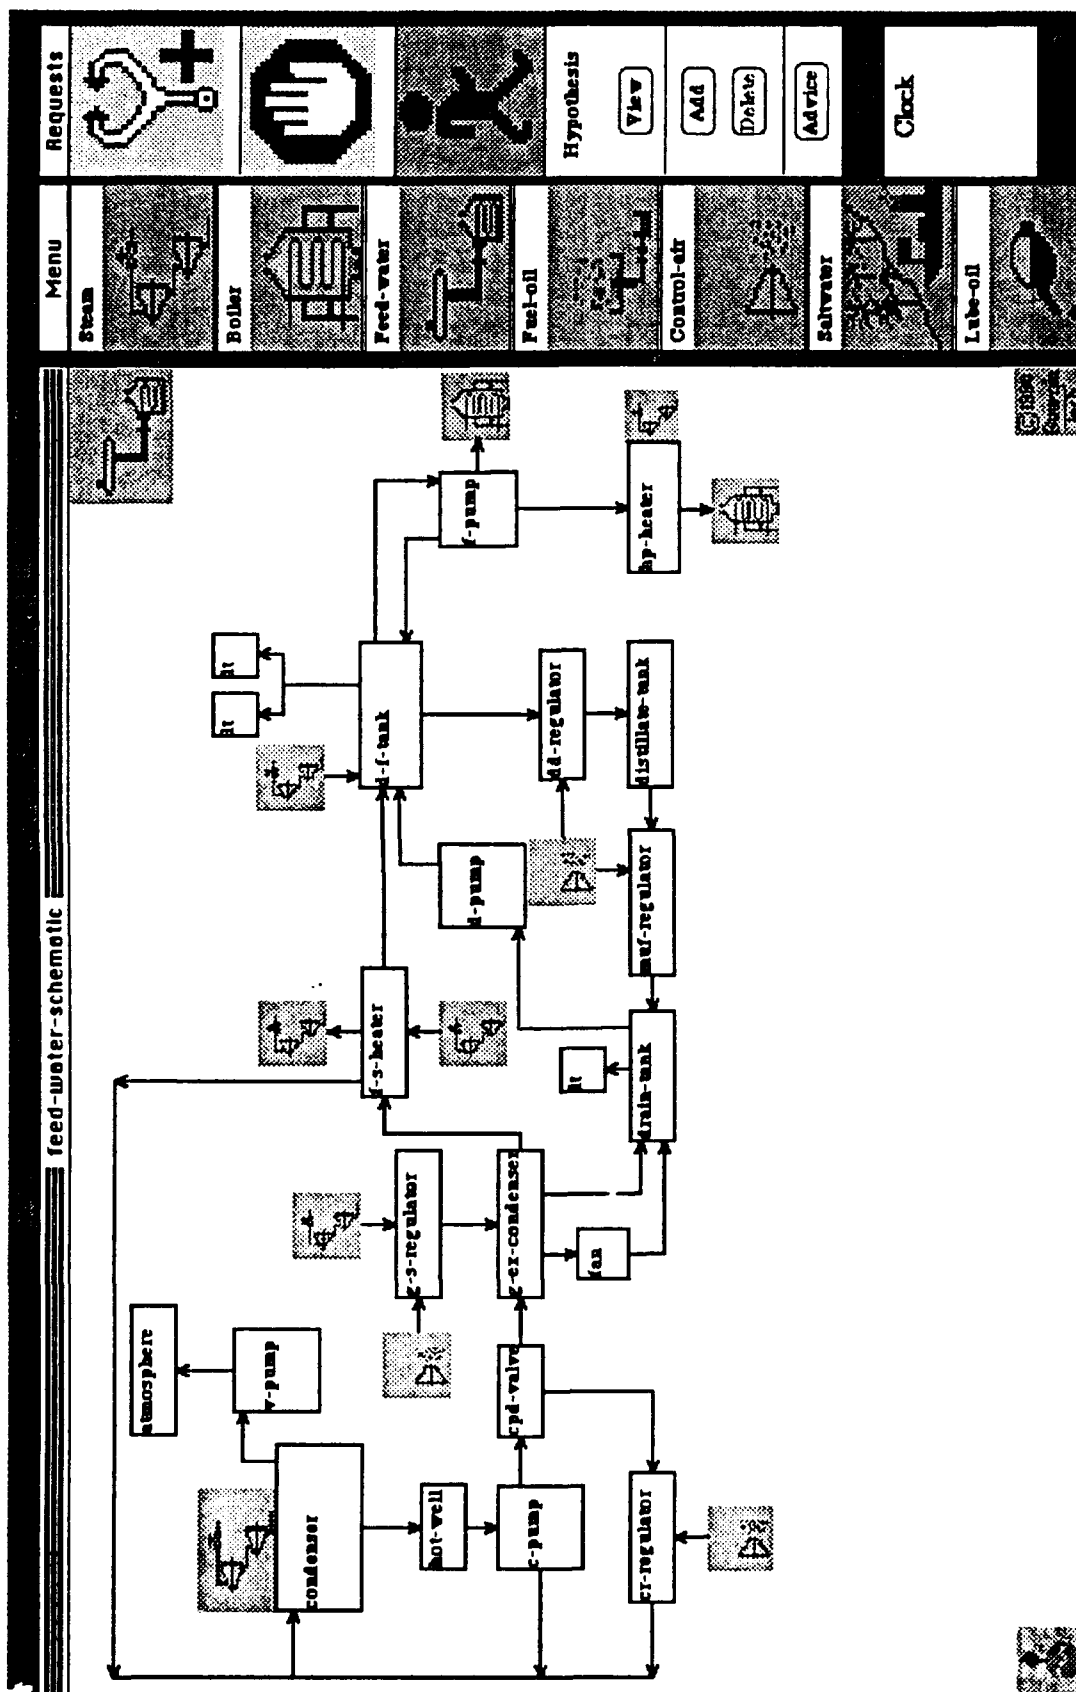 feed-water-schematic
Menu
Requests
Steam
Boiler
Feed-water
Fuel-oil
Control-air
Saltwater
Lube-oil
Hypothesis
View
Add
Delete
Advice
Clock
atmosphere
v-pump
condenser
hot-well
c-pump
cpd-valve
cr-regulator
g-s-regulator
g-er-condenser
fan
f-s-heater
drain-tank
d-pump
muf-regulator
d-f-tank
dd-regulator
distillate-tank
f-pump
hp-heater